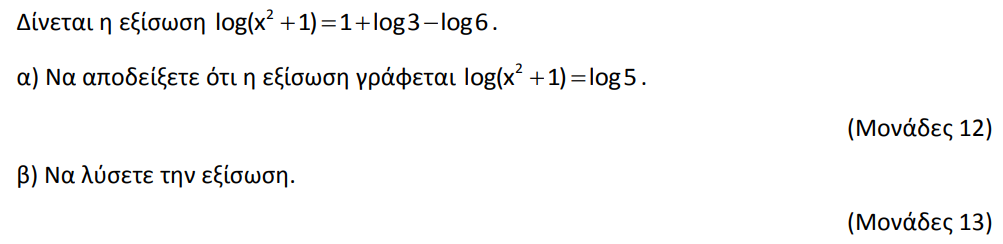 Δίνεται η εξίσωση log(x² +1)=1+log3−log6.
α) Να αποδείξετε ότι η εξίσωση γράφεται log(x² +1)=log5.
(Μονάδες 12)
β) Να λύσετε την εξίσωση.
(Μονάδες 13)